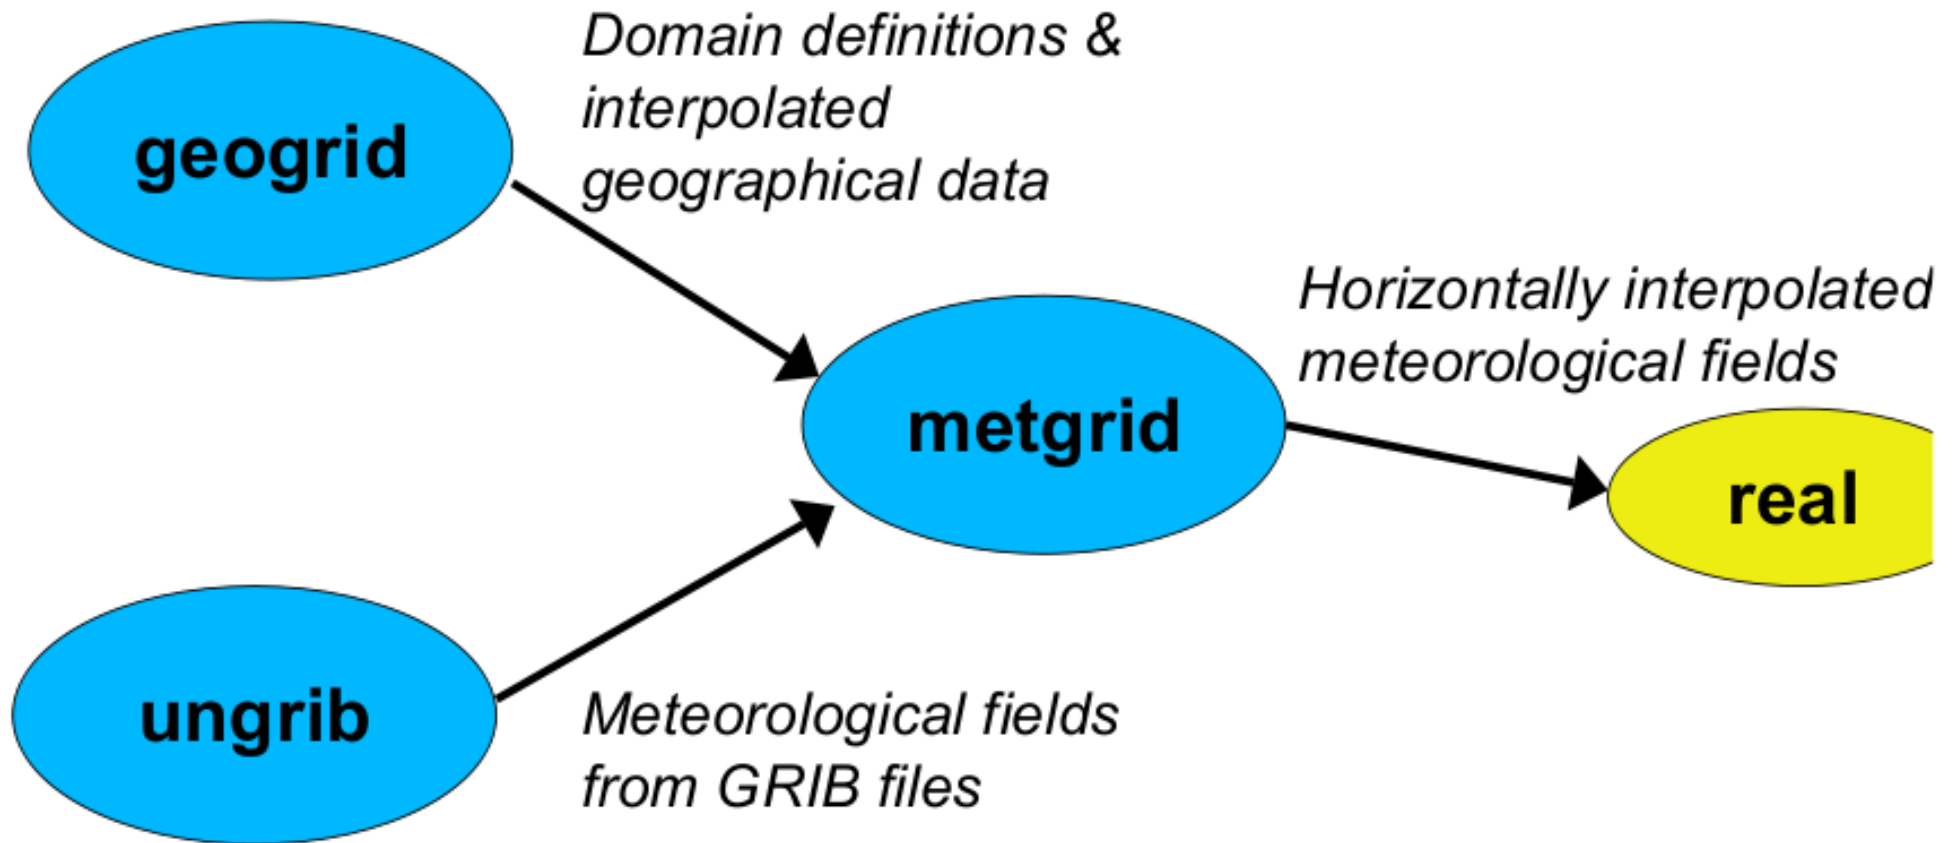 geogrid
Domain definitions &
interpolated
geographical data
Horizontally interpolated
meteorological fields
metgrid
real
ungrib
Meteorological fields
from GRIB files